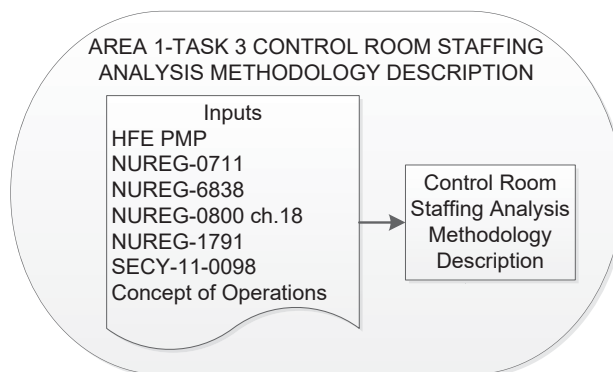 AREA 1-TASK 3 CONTROL ROOM STAFFING
ANALYSIS METHODOLOGY DESCRIPTION
Inputs
HFE PMP
NUREG-0711
NUREG-6838
NUREG-0800 ch.18
NUREG-1791
SECY-11-0098
Concept of Operations
Control Room
Staffing Analysis
Methodology
Description